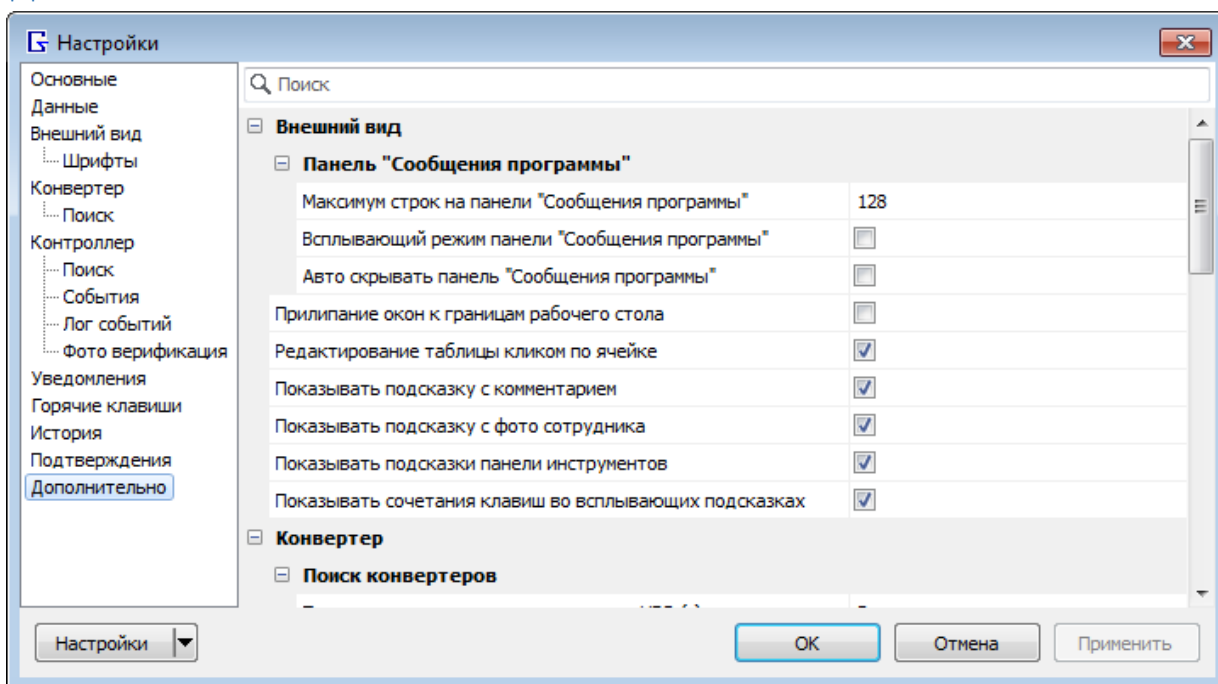 Настройки
Основные
Данные
Внешний вид
Шрифты
Конвертер
Поиск
Контроллер
Поиск
События
Лог событий
Фото верификация
Уведомления
Горячие клавиши
История
Подтверждения
Дополнительно
Поиск
Внешний вид
Панель "Сообщения программы"
Максимум строк на панели "Сообщения программы" 128
Всплывающий режим панели "Сообщения программы"
Авто скрывать панель "Сообщения программы"
Прилипание окон к границам рабочего стола
Редактирование таблицы кликом по ячейке
Показывать подсказку с комментарием
Показывать подсказку с фото сотрудника
Показывать подсказки панели инструментов
Показывать сочетания клавиш во всплывающих подсказках
Конвертер
Поиск конвертеров
Настройки
OK
Отмена
Применить